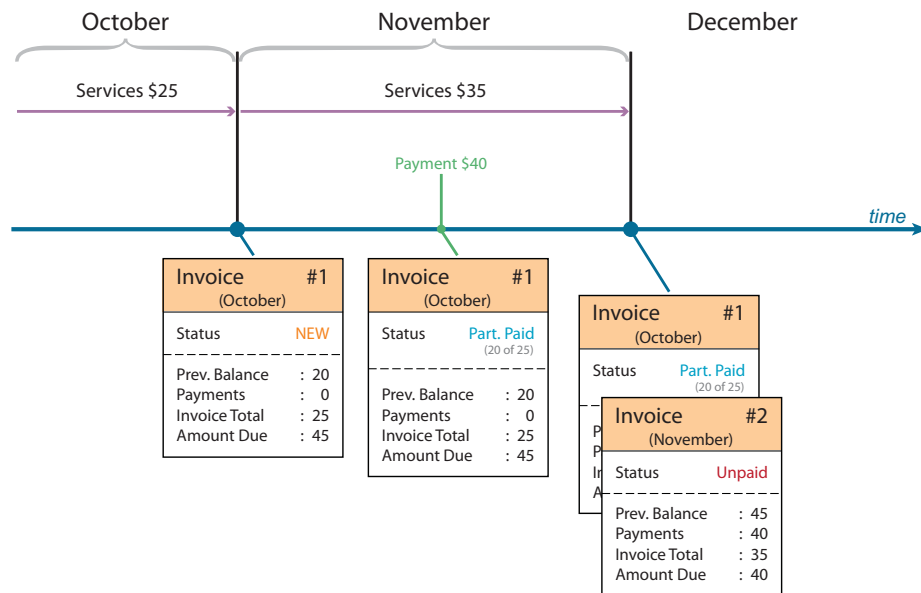 October November December
Services $25 Services $35
Payment $40
time
Invoice #1
(October)
Status NEW
Prev. Balance : 20
Payments : 0
Invoice Total : 25
Amount Due : 45
Invoice #1
(October)
Status Part. Paid
(20 of 25)
Prev. Balance : 20
Payments : 0
Invoice Total : 25
Amount Due : 45
Invoice #1
(October)
Status Part. Paid
(20 of 25)
Invoice #2
(November)
Status Unpaid
Prev. Balance : 45
Payments : 40
Invoice Total : 35
Amount Due : 40